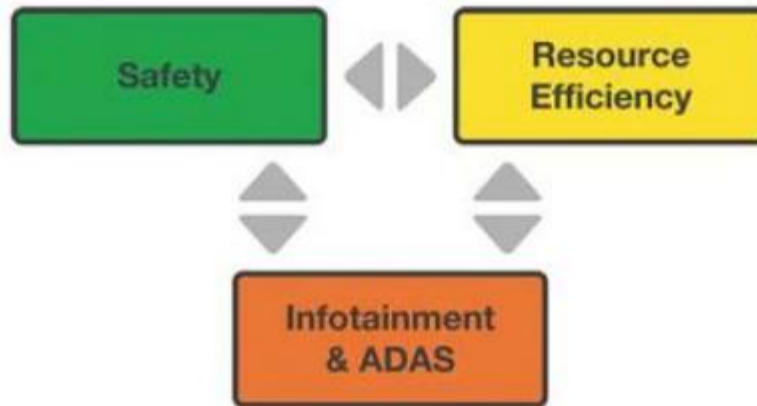 Safety
Resource
Efficiency
Infotainment
& ADAS